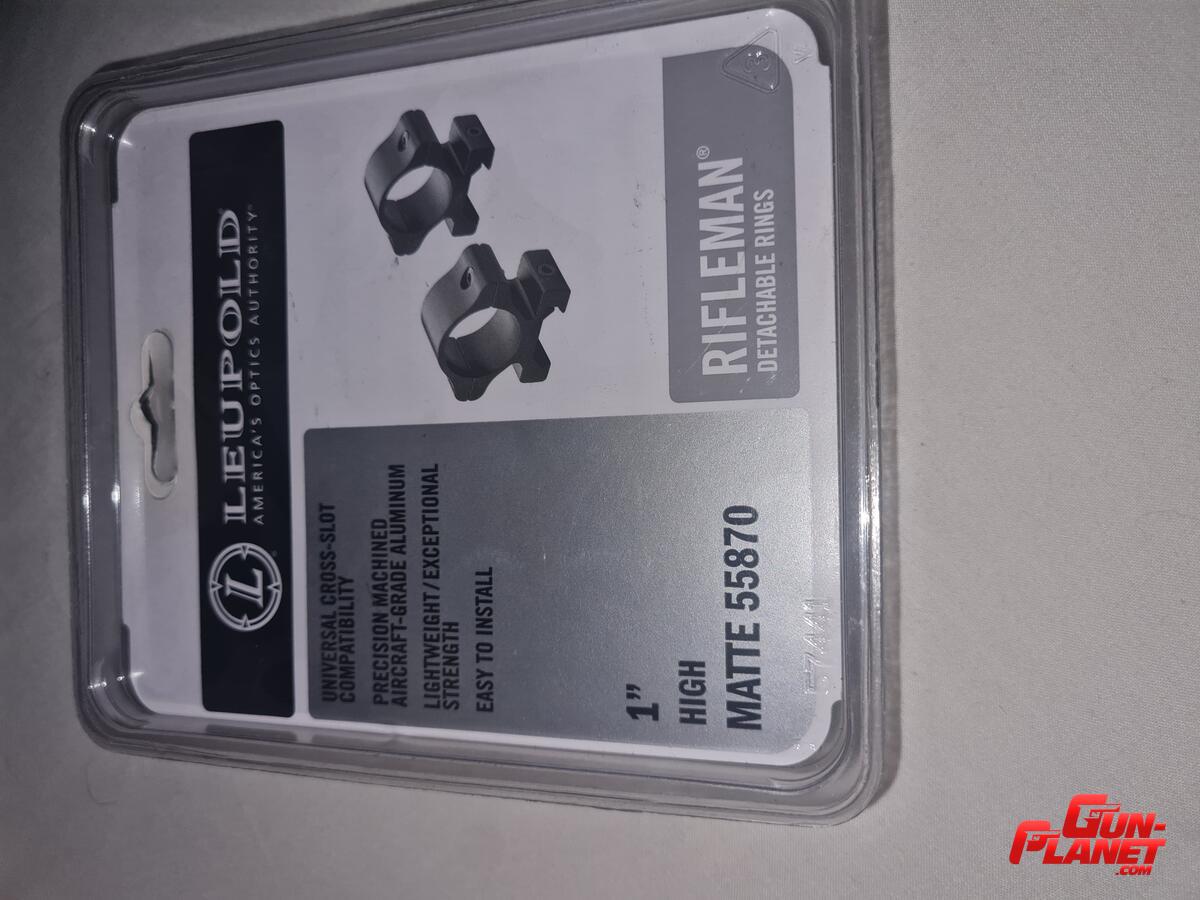 L
LEUPOLD®
AMERICA'S OPTICS AUTHORITY®
UNIVERSAL CROSS-SLOT
COMPATIBILITY
PRECISION MACHINED
AIRCRAFT-GRADE ALUMINUM
LIGHTWEIGHT/EXCEPTIONAL
STRENGTH
EASY TO INSTALL
1”
HIGH
MATTE 55870
RIFLEMAN®
DETACHABLE RINGS
3
GUN-
PLANET
.COM